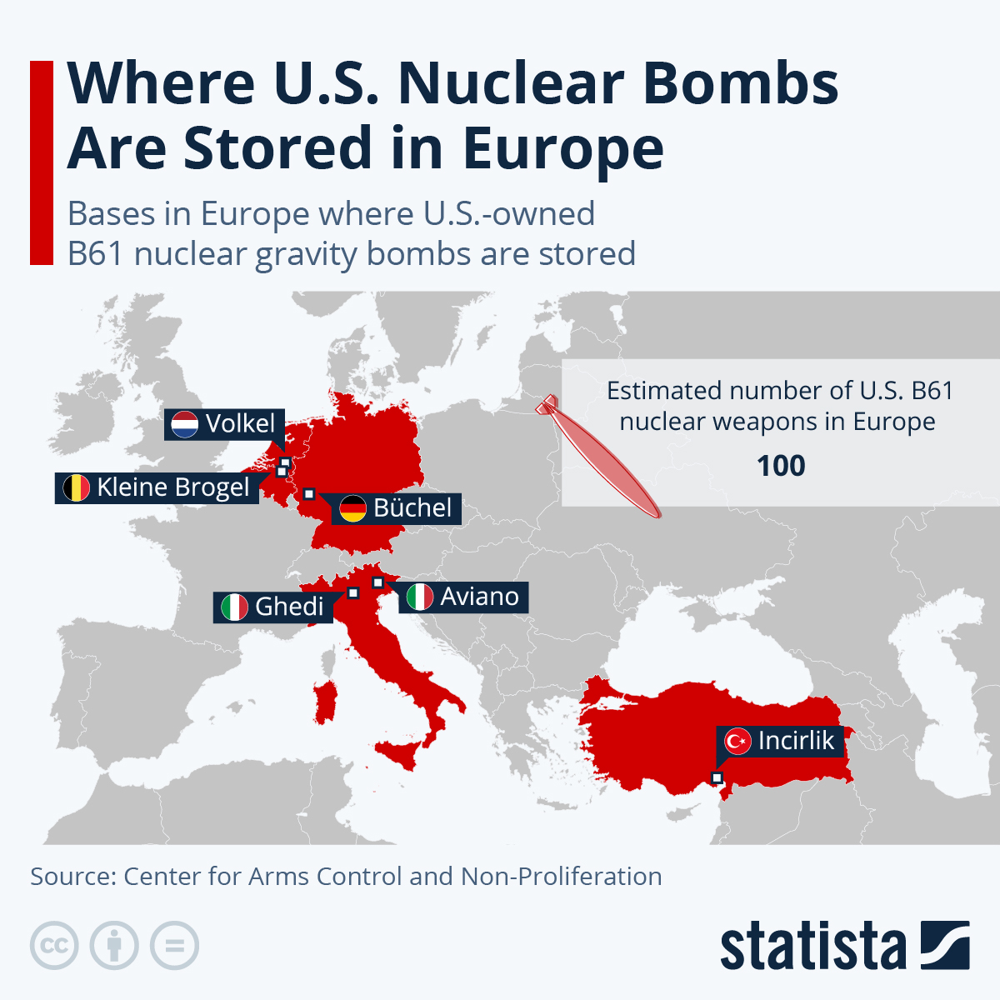 Where U.S. Nuclear Bombs
Are Stored in Europe
Bases in Europe where U.S.-owned
B61 nuclear gravity bombs are stored
Estimated number of U.S. B61
nuclear weapons in Europe
100
Volkel
Kleine Brogel
Büchel
Ghedi
Aviano
Incirlik
Source: Center for Arms Control and Non-Proliferation
cc
statista